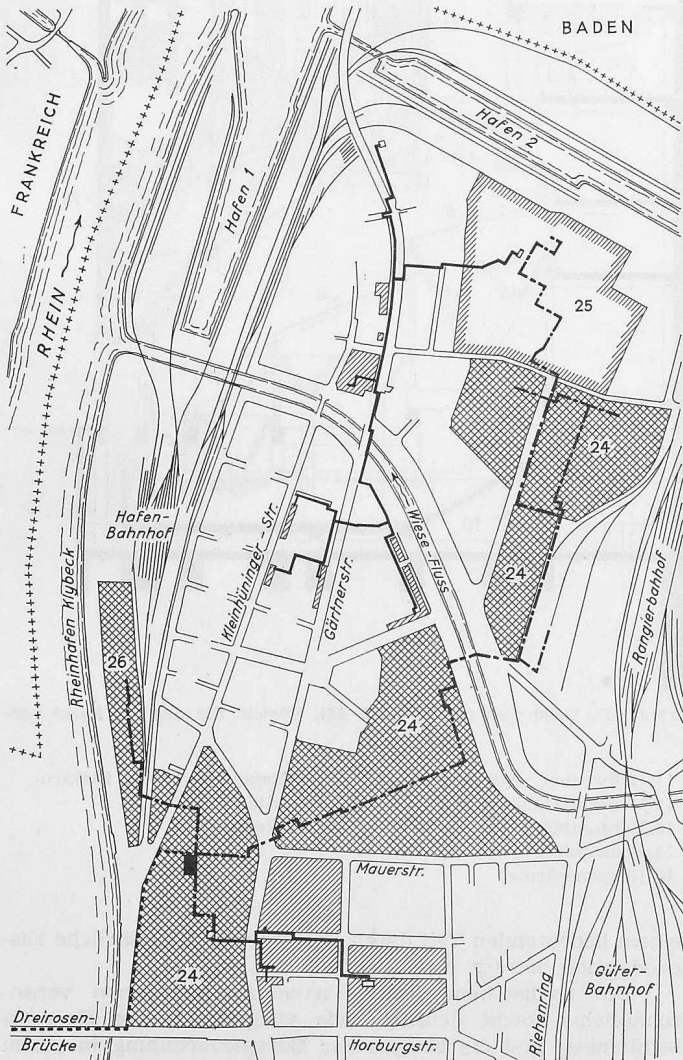 BADEN
FRANKREICH
Hafen 2
Hafen 1
RHEIN
25
24
Hafen-
Bahnhof
Kleinhüninger-Str.
Gärtnerstr.
Wiese-Fluss
24
Rangierbahnhof
Rheinhafen Klybeck
26
24
Mauerstr.
24
Riehenring
Güter-
Bahnhof
Dreirosen-
Brücke
Horburgstr.